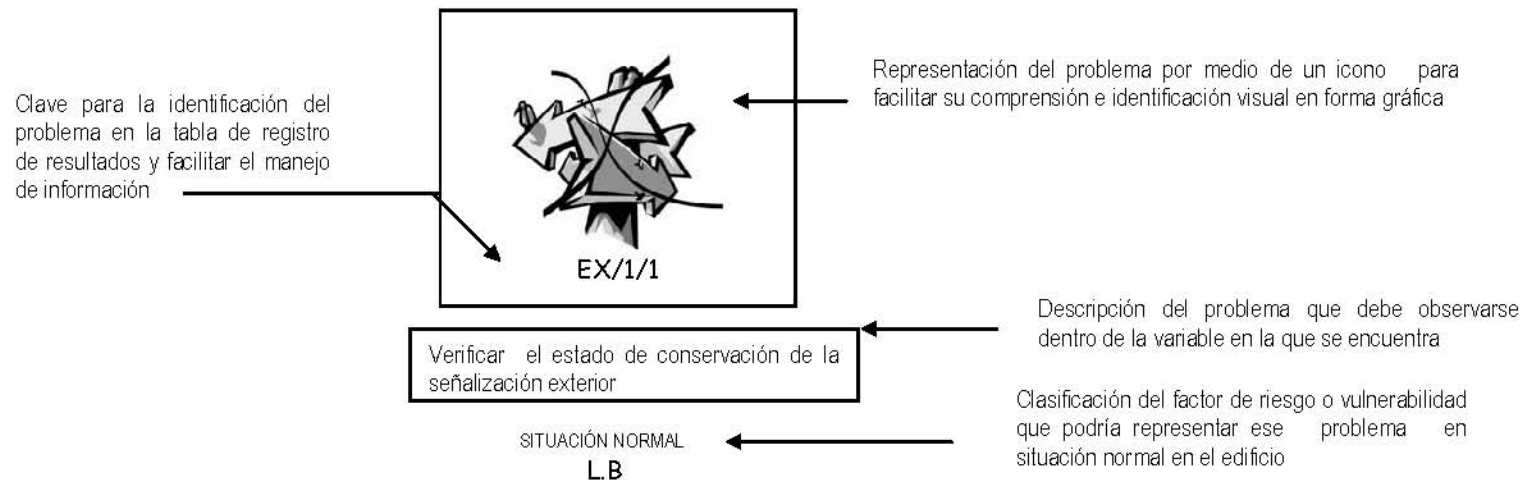 Clave para la identificación del
problema en la tabla de registro
de resultados y facilitar el manejo
de información
Representación del problema por medio de un icono para
facilitar su comprensión e identificación visual en forma gráfica
EX/1/1
Descripción del problema que debe observarse
dentro de la variable en la que se encuentra
Verificar el estado de conservación de la
señalización exterior
Clasificación del factor de riesgo o vulnerabilidad
que podría representar ese problema en
situación normal en el edificio
SITUACIÓN NORMAL
L.B